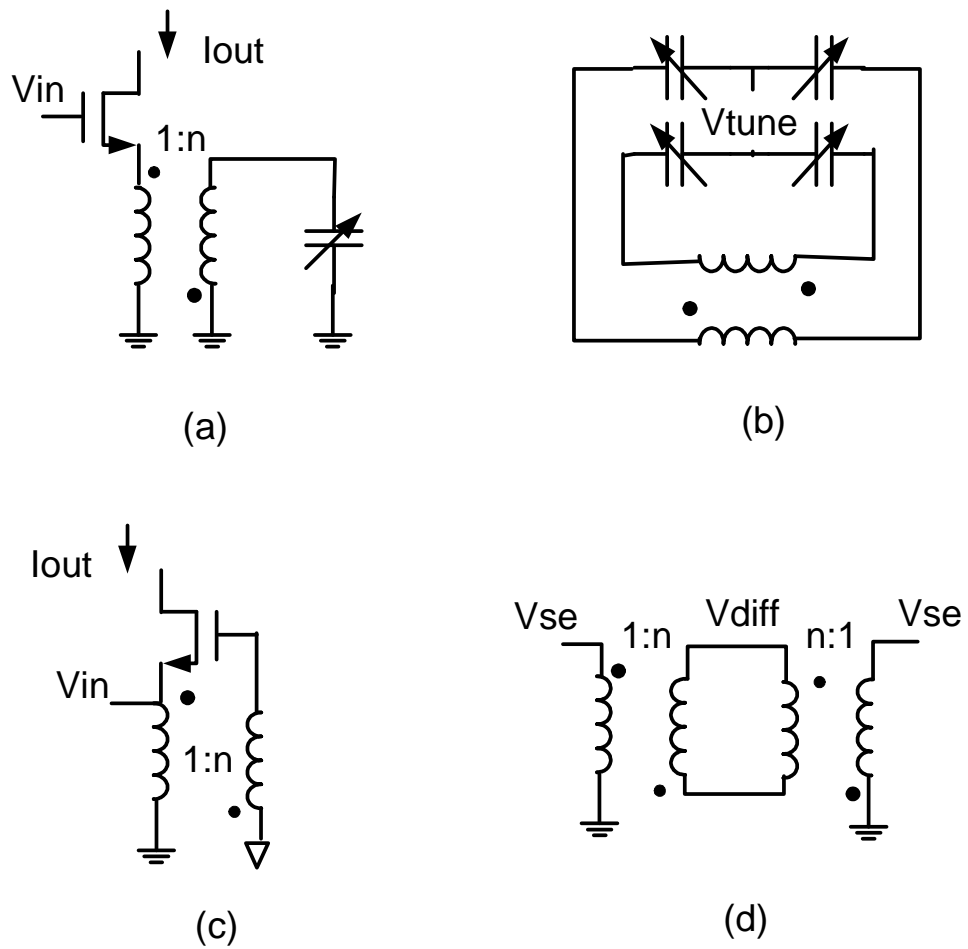 Iout
Vin
1:n
Vtune
(a)
(b)
Iout
Vin
1:n
Vse
1:n
Vdiff
n:1
Vse
(c)
(d)